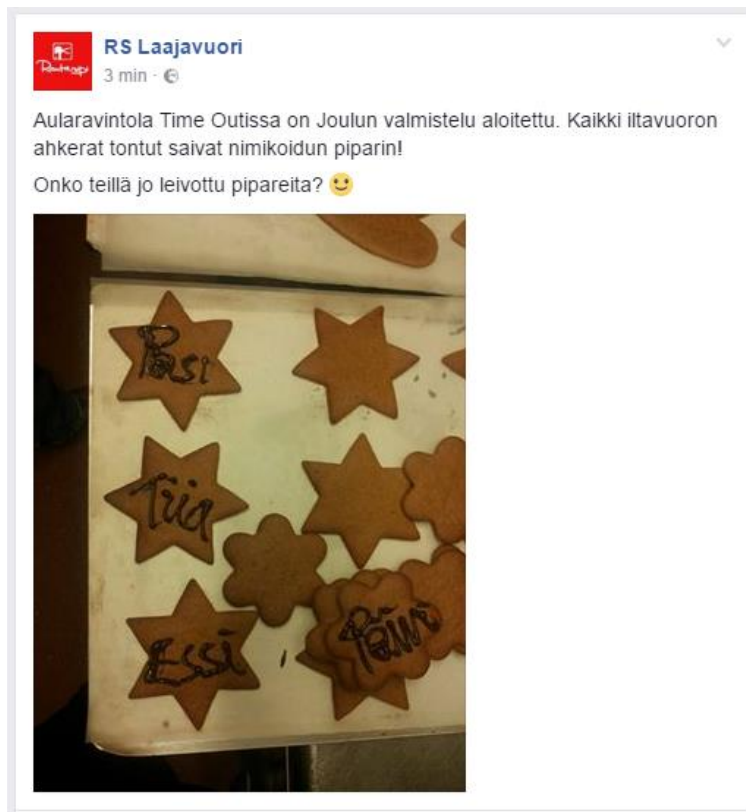 Rantasipi
RS Laajavuori
3 min
Aularavintola Time Outissa on Joulun valmistelu aloitettu. Kaikki iltavuoron
ahkerat tontut saivat nimikoidun piparin!
Onko teillä jo leivottu pipareita?
Pasi
Tiia
Essi
Päivi